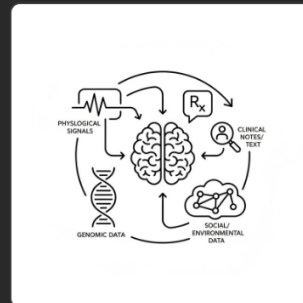 Rx
PHYSLOGICAL
SIGNALS
CLINICAL
NOTES/
TEXT
GENOMIC DATA
SOCIAL/
ENVIRONMENTAL
DATA